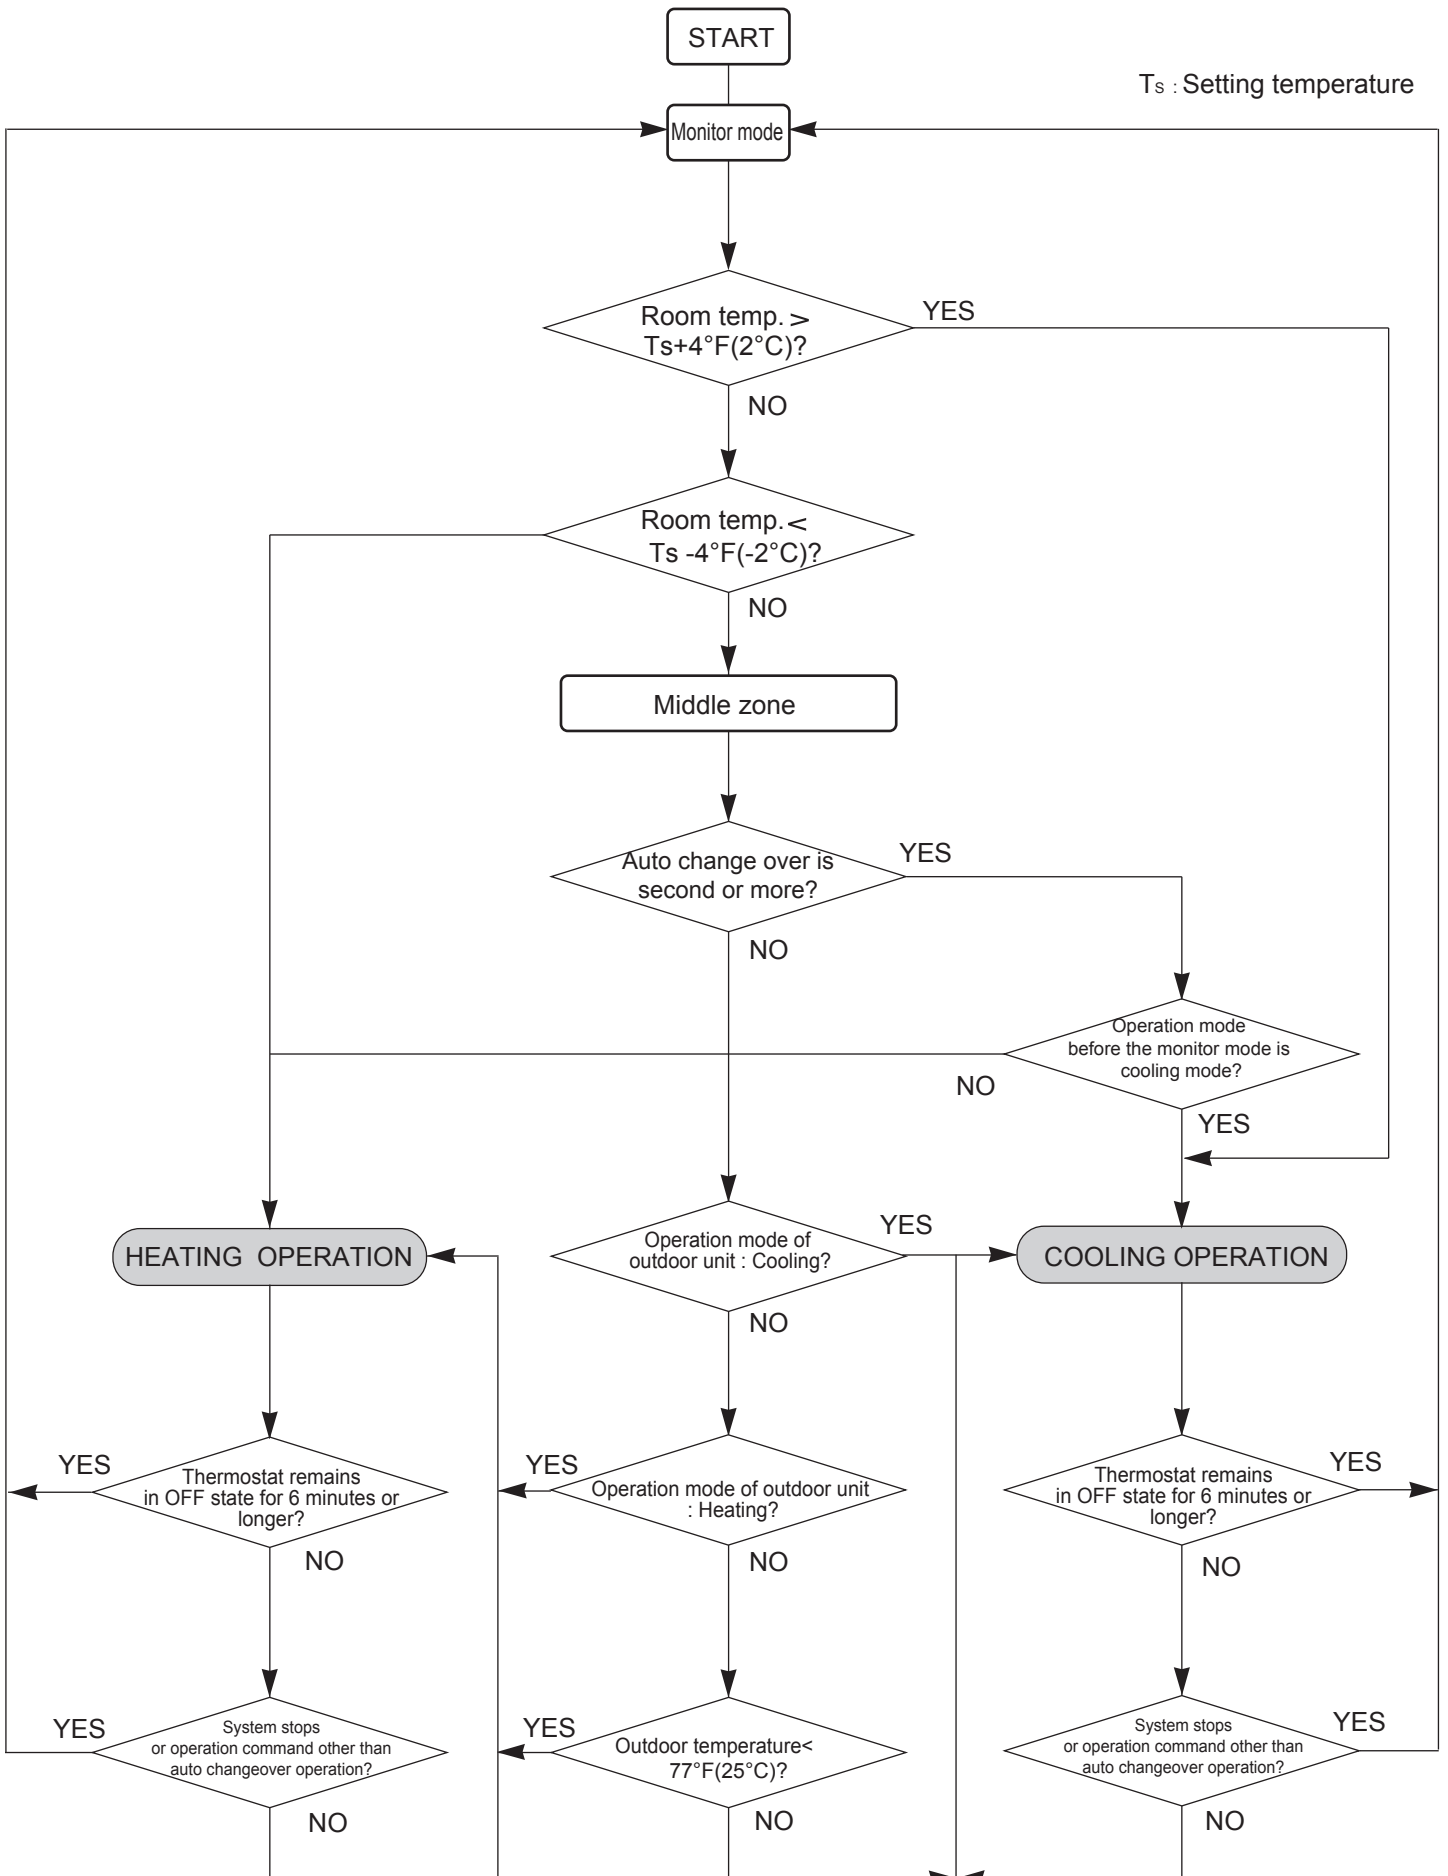 START
Ts : Setting temperature
Monitor mode
Room temp. >
Ts+4°F(2°C)?
YES
NO
Room temp. <
Ts -4°F(-2°C)?
NO
Middle zone
Auto change over is
second or more?
YES
NO
Operation mode
before the monitor mode is
cooling mode?
NO
YES
HEATING OPERATION
Operation mode of
outdoor unit : Cooling?
YES
NO
COOLING OPERATION
YES
Thermostat remains
in OFF state for 6 minutes or
longer?
NO
YES
Operation mode of outdoor unit
: Heating?
NO
Thermostat remains
in OFF state for 6 minutes or
longer?
YES
NO
YES
System stops
or operation command other than
auto changeover operation?
NO
YES
Outdoor temperature<
77°F(25°C)?
NO
System stops
or operation command other than
auto changeover operation?
YES
NO